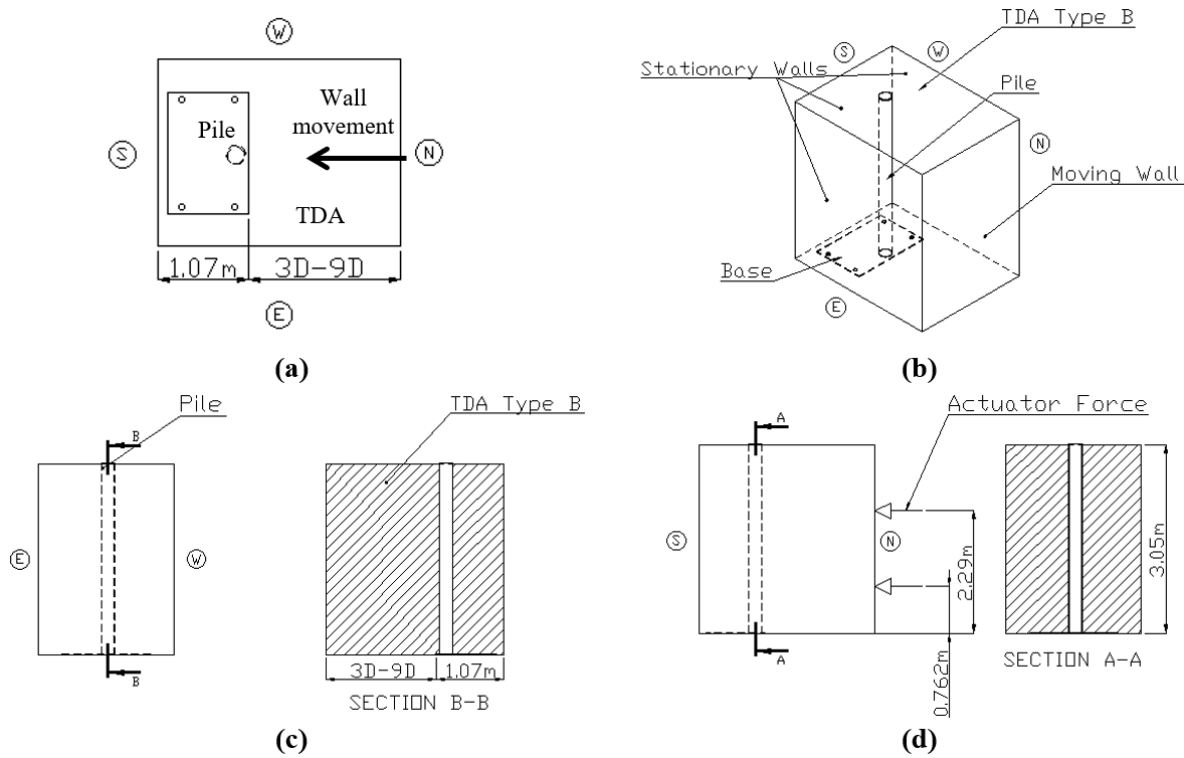 W
S
Pile
Wall
movement
N
TDA
1.07m
3D-9D
E
(a)
TDA Type B
S
W
Stationary Walls
Pile
N
Moving Wall
Base
E
(b)
Pile
TDA Type B
B
E
W
B
3D-9D
1.07m
SECTION B-B
(c)
Actuator Force
A
S
N
2.29m
0.762m
3.05m
A
SECTION A-A
(d)